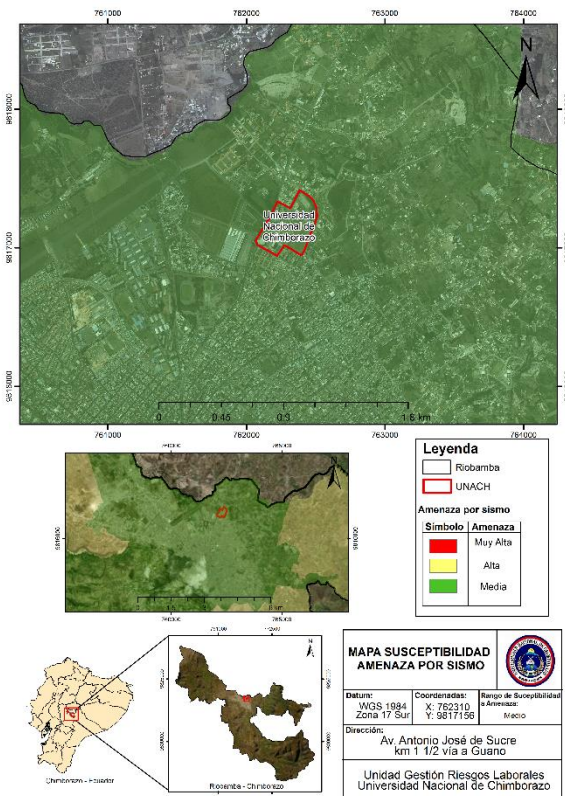 761000 762000 763000 764000
N
9818000 9818000
Universidad
Nacional de
Chimborazo
9817000 9817000
9816000 9816000
0 0.45 0.9 1.8 km
761000 762000 763000 764000
Leyenda
Riobamba
UNACH
Amenaza por sismo
Símbolo Amenaza
Muy Alta
Alta
Media
MAPA SUSCEPTIBILIDAD
AMENAZA POR SISMO
Datum:
WGS 1984
Zona 17 Sur
Coordenadas:
X: 762310
Y: 9817156
Rango de Suceptibilidad
a Amenaza:
Medio
Dirección:
Av. Antonio José de Sucre
km 1 1/2 vía a Guano
Unidad Gestión Riesgos Laborales
Universidad Nacional de Chimborazo
N
Chimborazo - Ecuador
Riobamba - Chimborazo